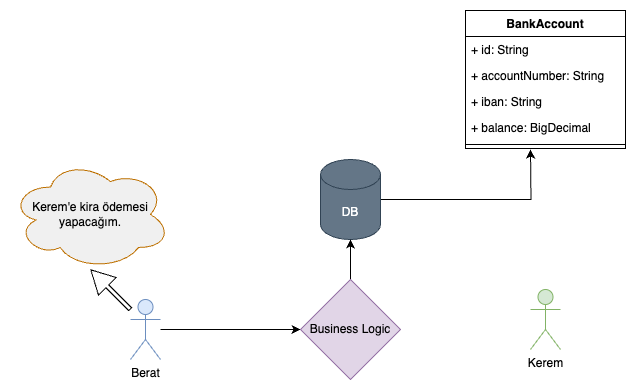 BankAccount
+ id: String
+ accountNumber: String
+ iban: String
+ balance: BigDecimal
Kerem'e kira ödemesi
yapacağım.
DB
Business Logic
Berat
Kerem